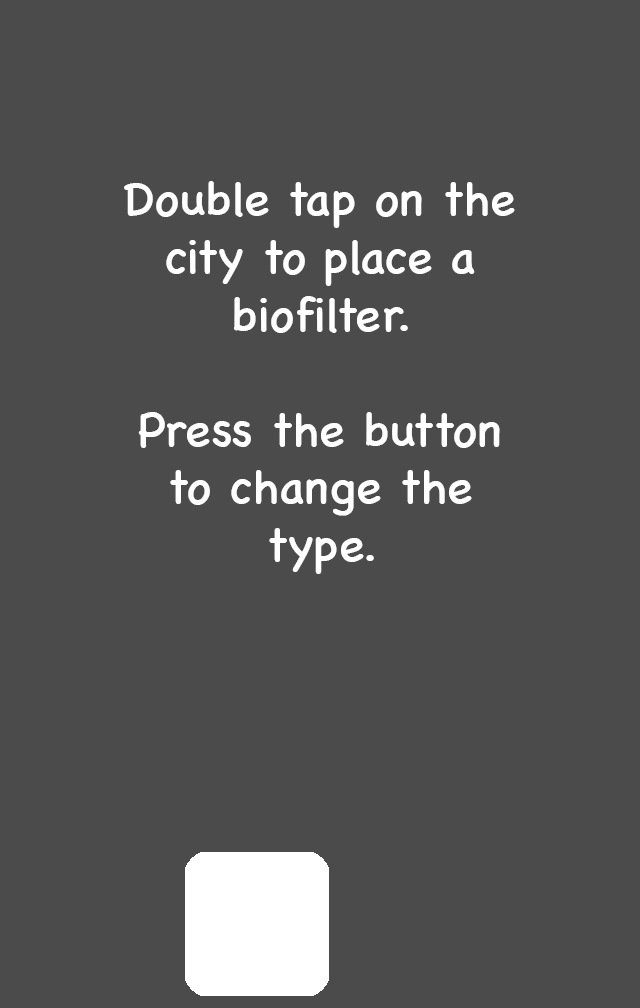 Double tap on the
city to place a
biofilter.
Press the button
to change the
type.